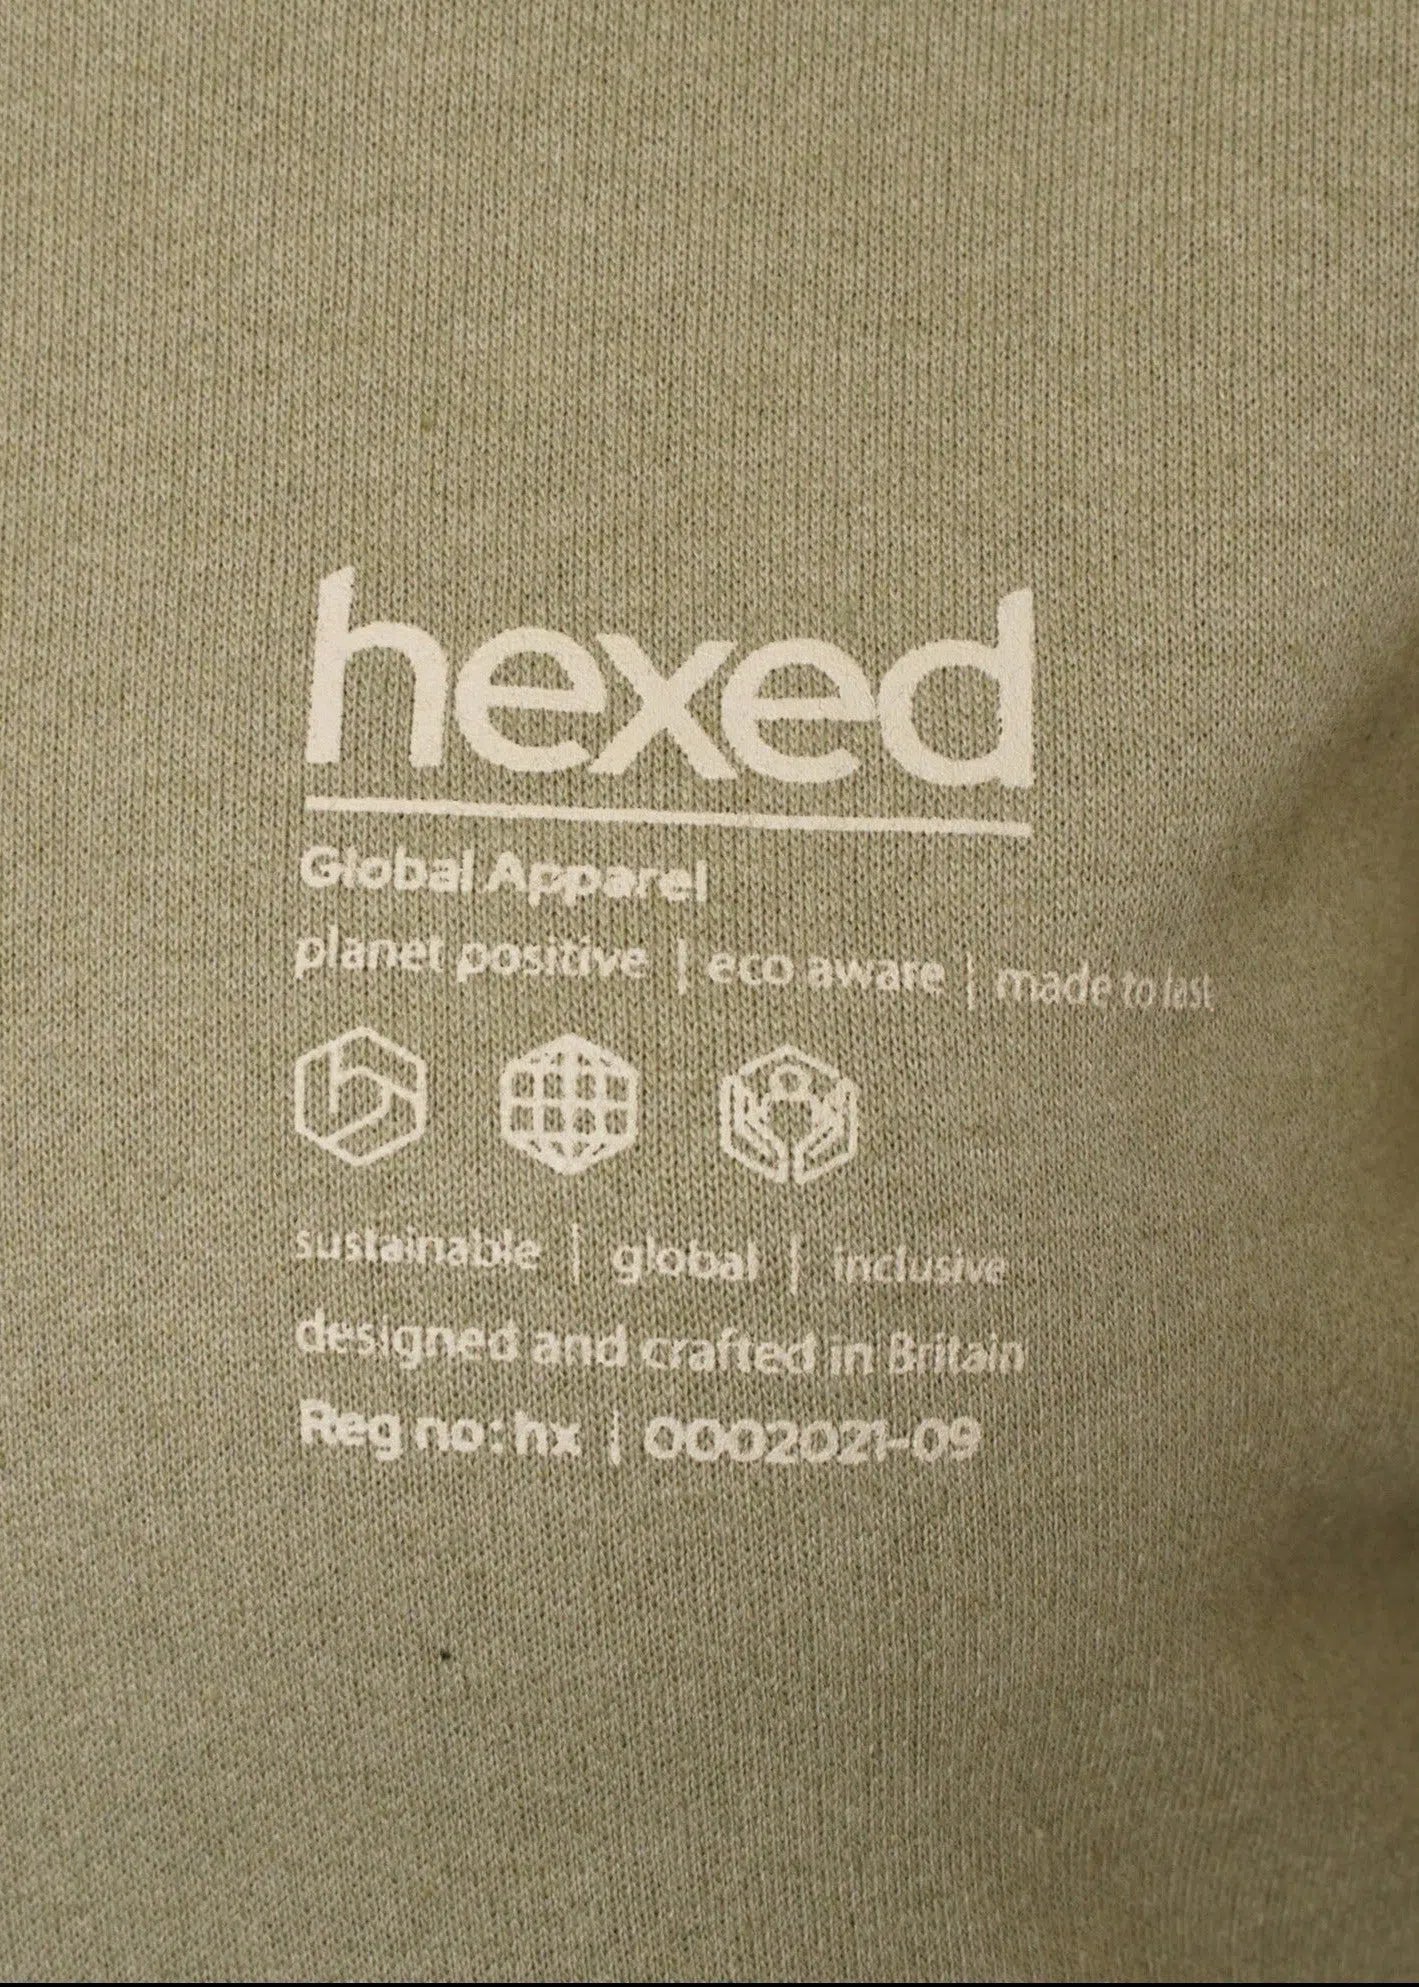 hexed
Global Apparel
planet positive | eco aware | made to last
sustainable | global | inclusive
designed and crafted in Britain
Reg no:hx | 0002021-09